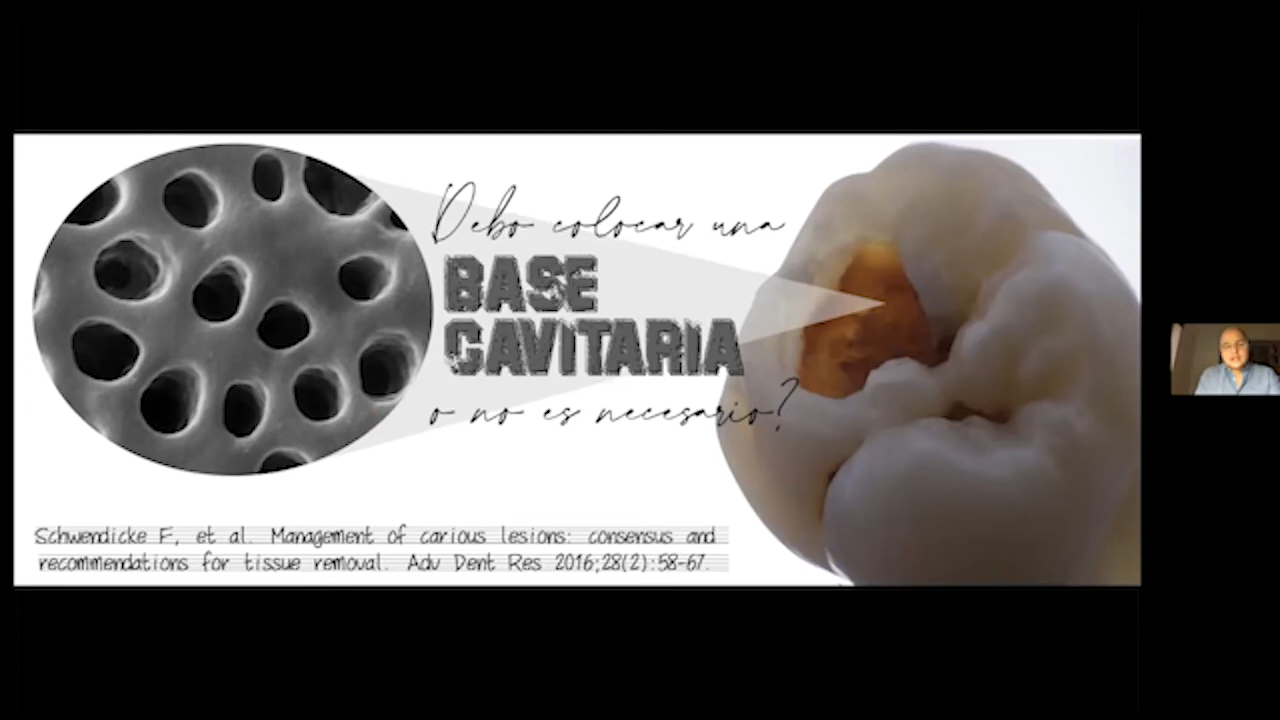 Debo colocar una
BASE
CAVITARIA
o no es necesario?
Schwendicke F, et al. Management of carious lesions: consensus and
recommendations for tissue removal. Adv Dent Res 2016;28(2):58-67.